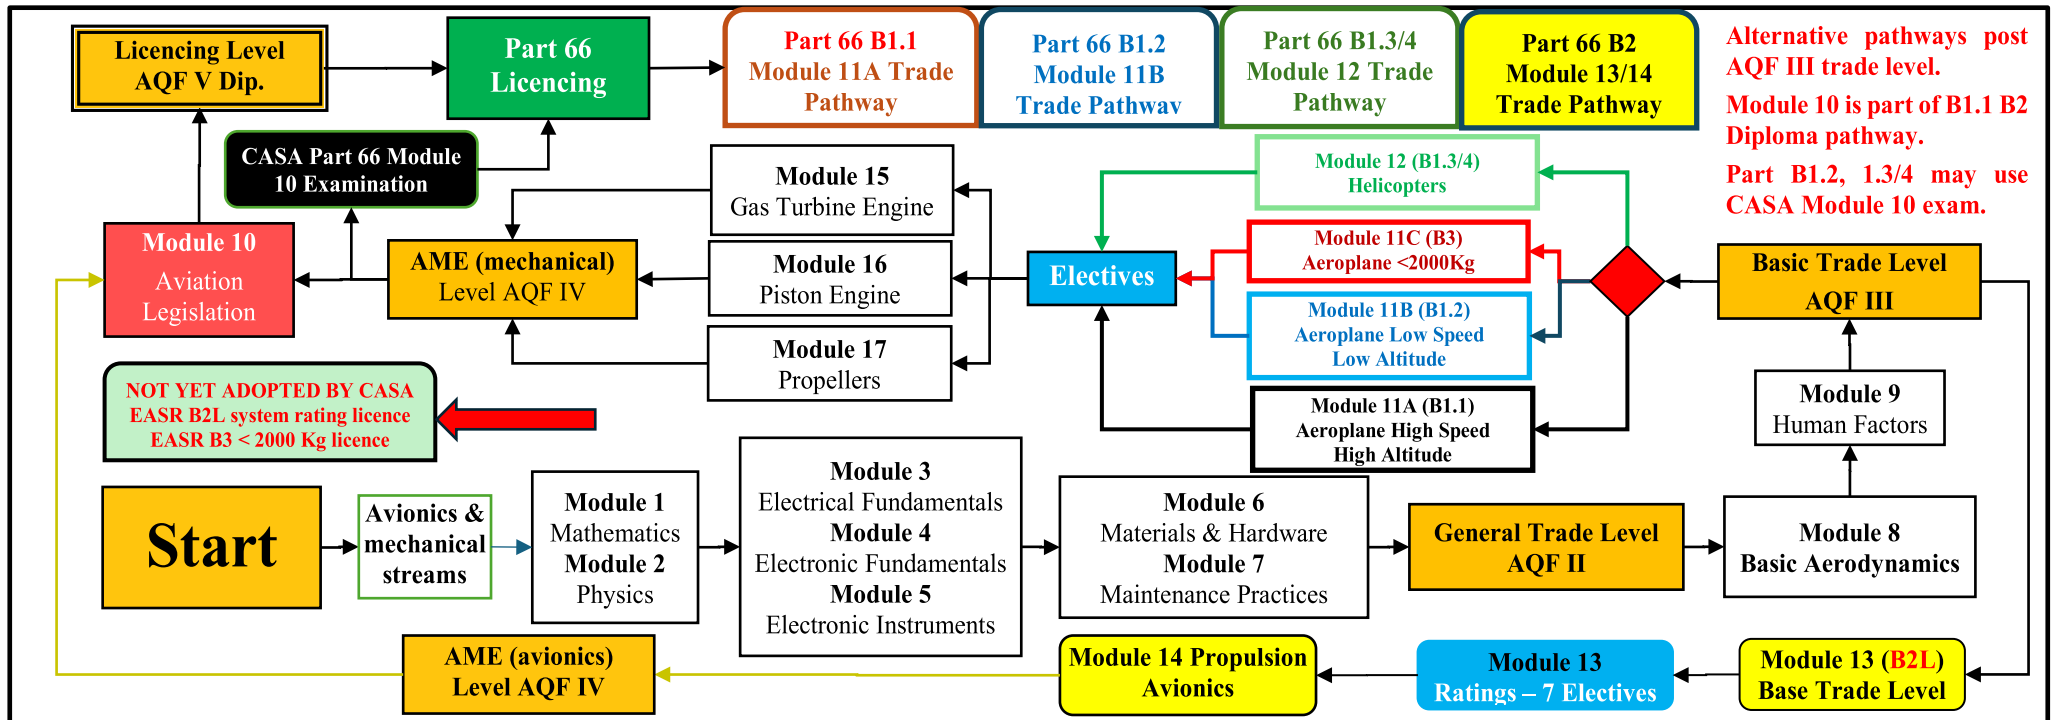 Licencing Level
AQF V Dip.
Part 66
Licencing
Part 66 B1.1
Module 11A Trade
Pathway
Part 66 B1.2
Module 11B
Trade Pathway
Part 66 B1.3/4
Module 12 Trade
Pathway
Part 66 B2
Module 13/14
Trade Pathway
Alternative pathways post
AQF III trade level.
Module 10 is part of B1.1 B2
Diploma pathway.
Part B1.2, 1.3/4 may use
CASA Module 10 exam.
CASA Part 66 Module
10 Examination
Module 15
Gas Turbine Engine
Module 12 (B1.3/4)
Helicopters
Module 10
Aviation
Legislation
AME (mechanical)
Level AQF IV
Module 16
Piston Engine
Electives
Module 11C (B3)
Aeroplane <2000Kg
Basic Trade Level
AQF III
Module 11B (B1.2)
Aeroplane Low Speed
Low Altitude
Module 17
Propellers
NOT YET ADOPTED BY CASA
EASR B2L system rating licence
EASR B3 < 2000 Kg licence
Module 11A (B1.1)
Aeroplane High Speed
High Altitude
Module 9
Human Factors
Start
Avionics &
mechanical
streams
Module 1
Mathematics
Module 2
Physics
Module 3
Electrical Fundamentals
Module 4
Electronic Fundamentals
Module 5
Electronic Instruments
Module 6
Materials & Hardware
Module 7
Maintenance Practices
General Trade Level
AQF II
Module 8
Basic Aerodynamics
AME (avionics)
Level AQF IV
Module 14 Propulsion
Avionics
Module 13
Ratings – 7 Electives
Module 13 (B2L)
Base Trade Level